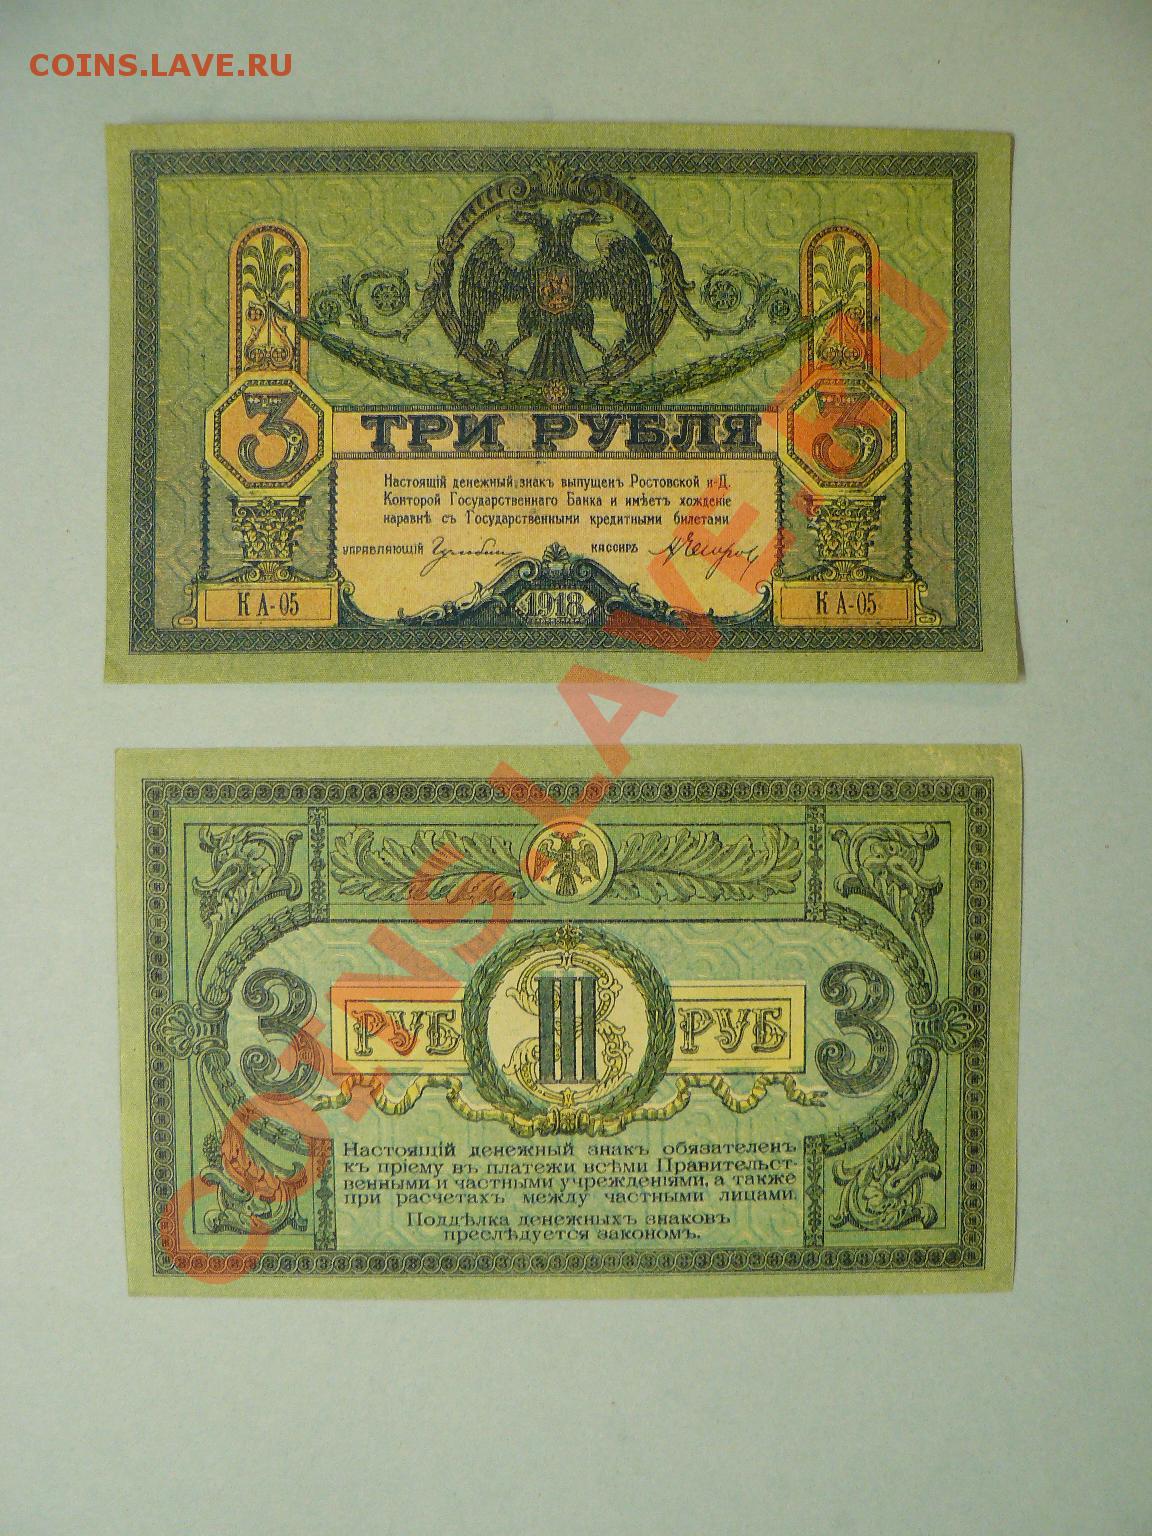 COINS.LAVE.RU
3
ТРИ РУБЛЯ
3
Настоящій денежный знакъ выпущенъ Ростовской н-Д.
Конторой Государственнаго Банка и имѣетъ хожденіе
наравнѣ съ Государственными кредитными билетами
УПРАВЛЯЮЩІЙ
КАССИРЪ
КА-05
1918
КА-05
COINS.LAVE.RU
3
РУБ
III
3
РУБ
3
Настоящій денежный знакъ обязателенъ
къ пріему въ платежи всѣми Правительст-
венными и частными учрежденіями, а также
при расчетахъ между частными лицами.
Поддѣлка денежныхъ знаковъ
преслѣдуется закономъ.